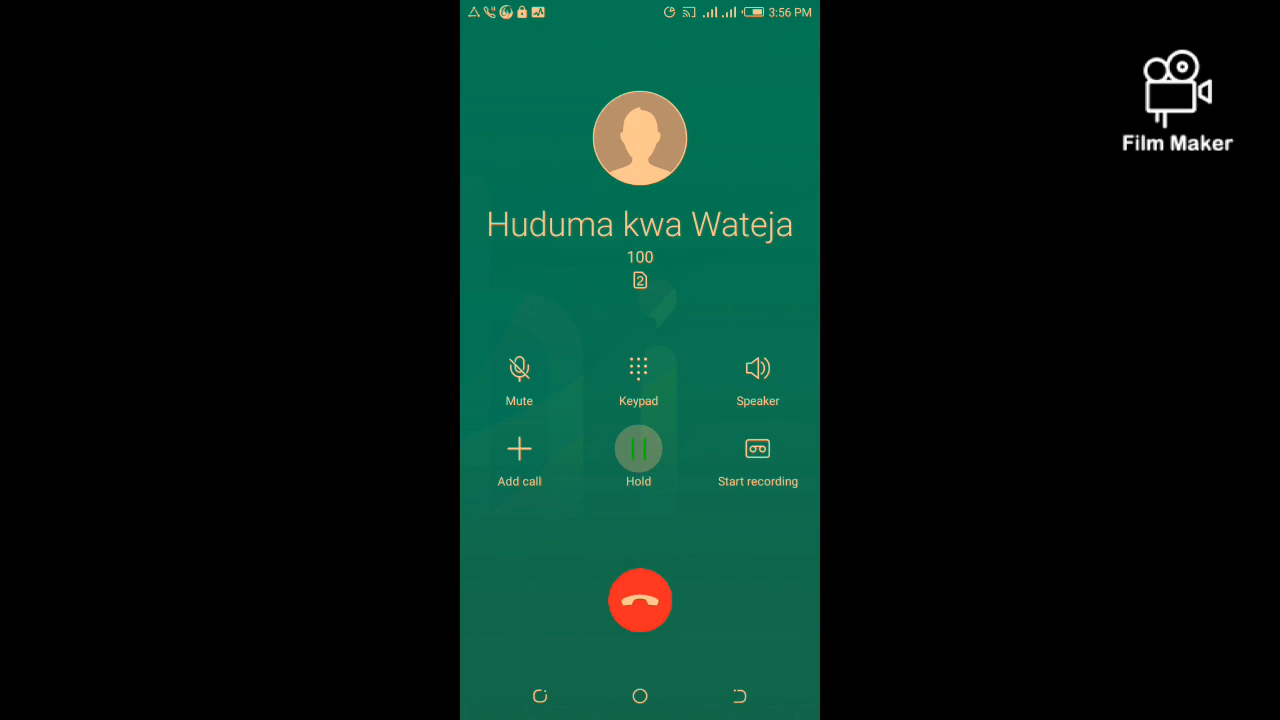 3:56 PM
Film Maker
Huduma kwa Wateja
100
2
Mute
Keypad
Speaker
Add call
Hold
Start recording